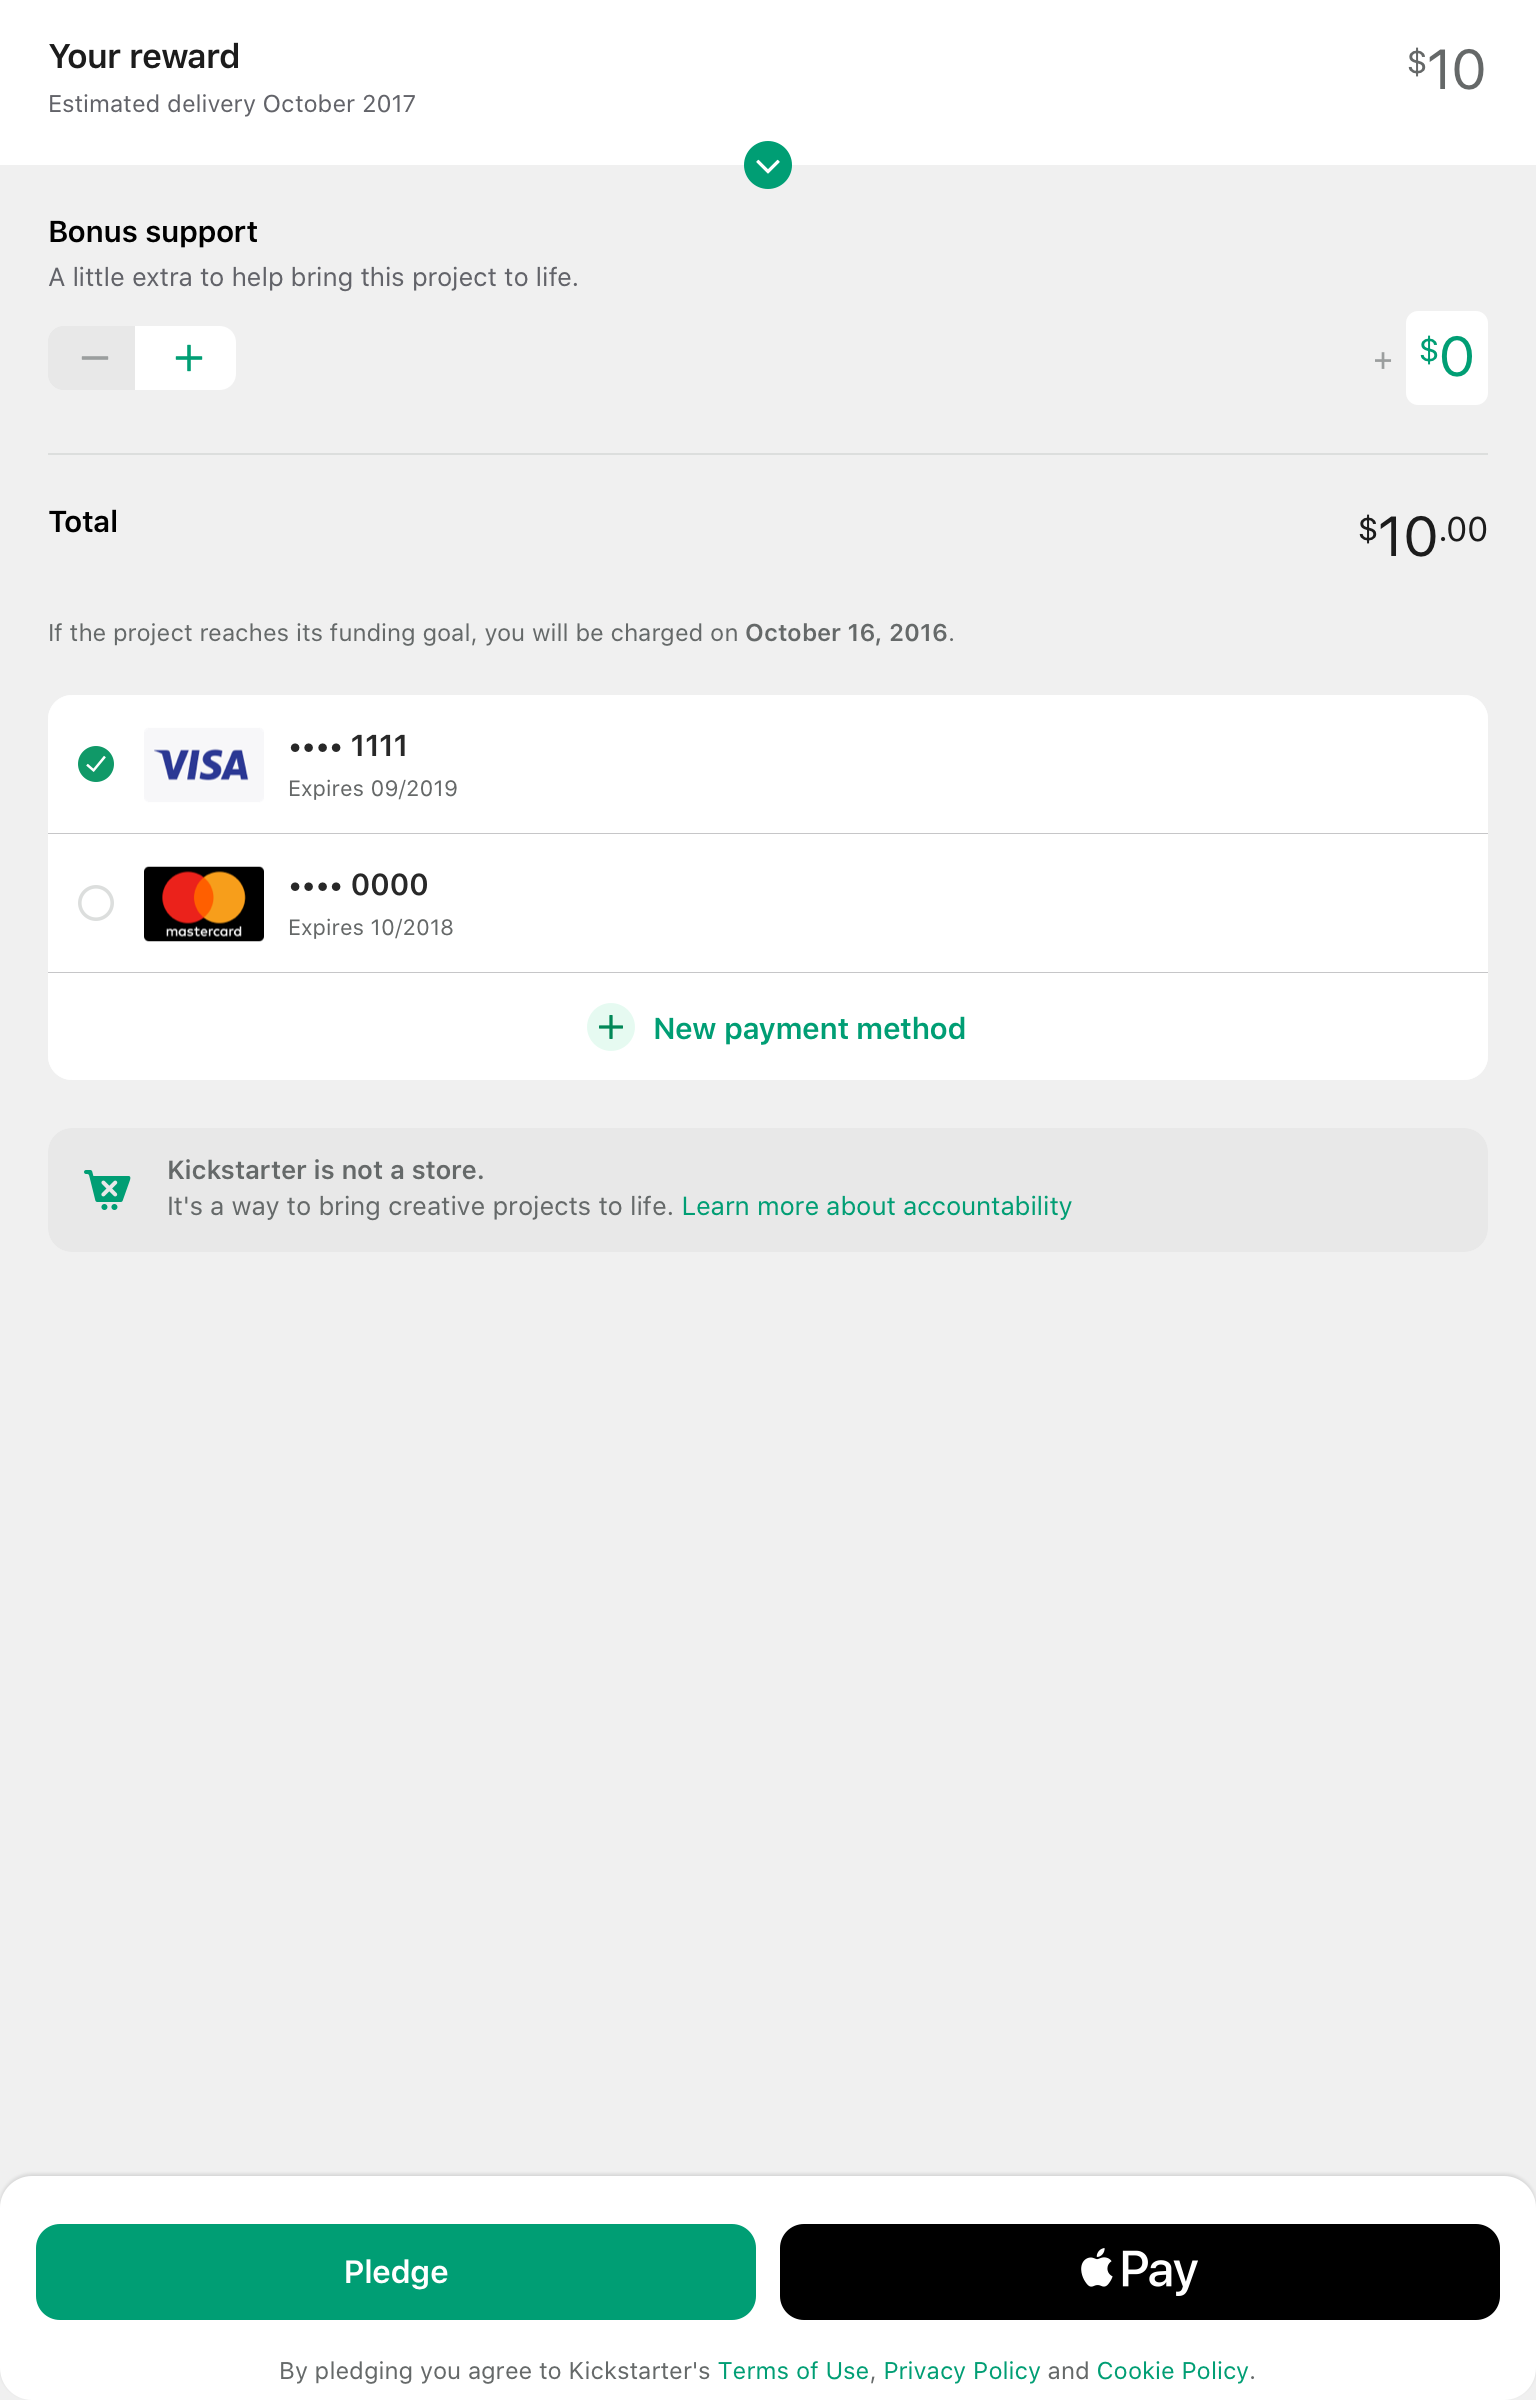 Your reward
$10
Estimated delivery October 2017
Bonus support
A little extra to help bring this project to life.
+ $0
Total
$10.00
If the project reaches its funding goal, you will be charged on October 16, 2016.
VISA
•••• 1111
Expires 09/2019
mastercard
•••• 0000
Expires 10/2018
New payment method
Kickstarter is not a store.
It's a way to bring creative projects to life. Learn more about accountability
Pledge
Pay
By pledging you agree to Kickstarter's Terms of Use, Privacy Policy and Cookie Policy.